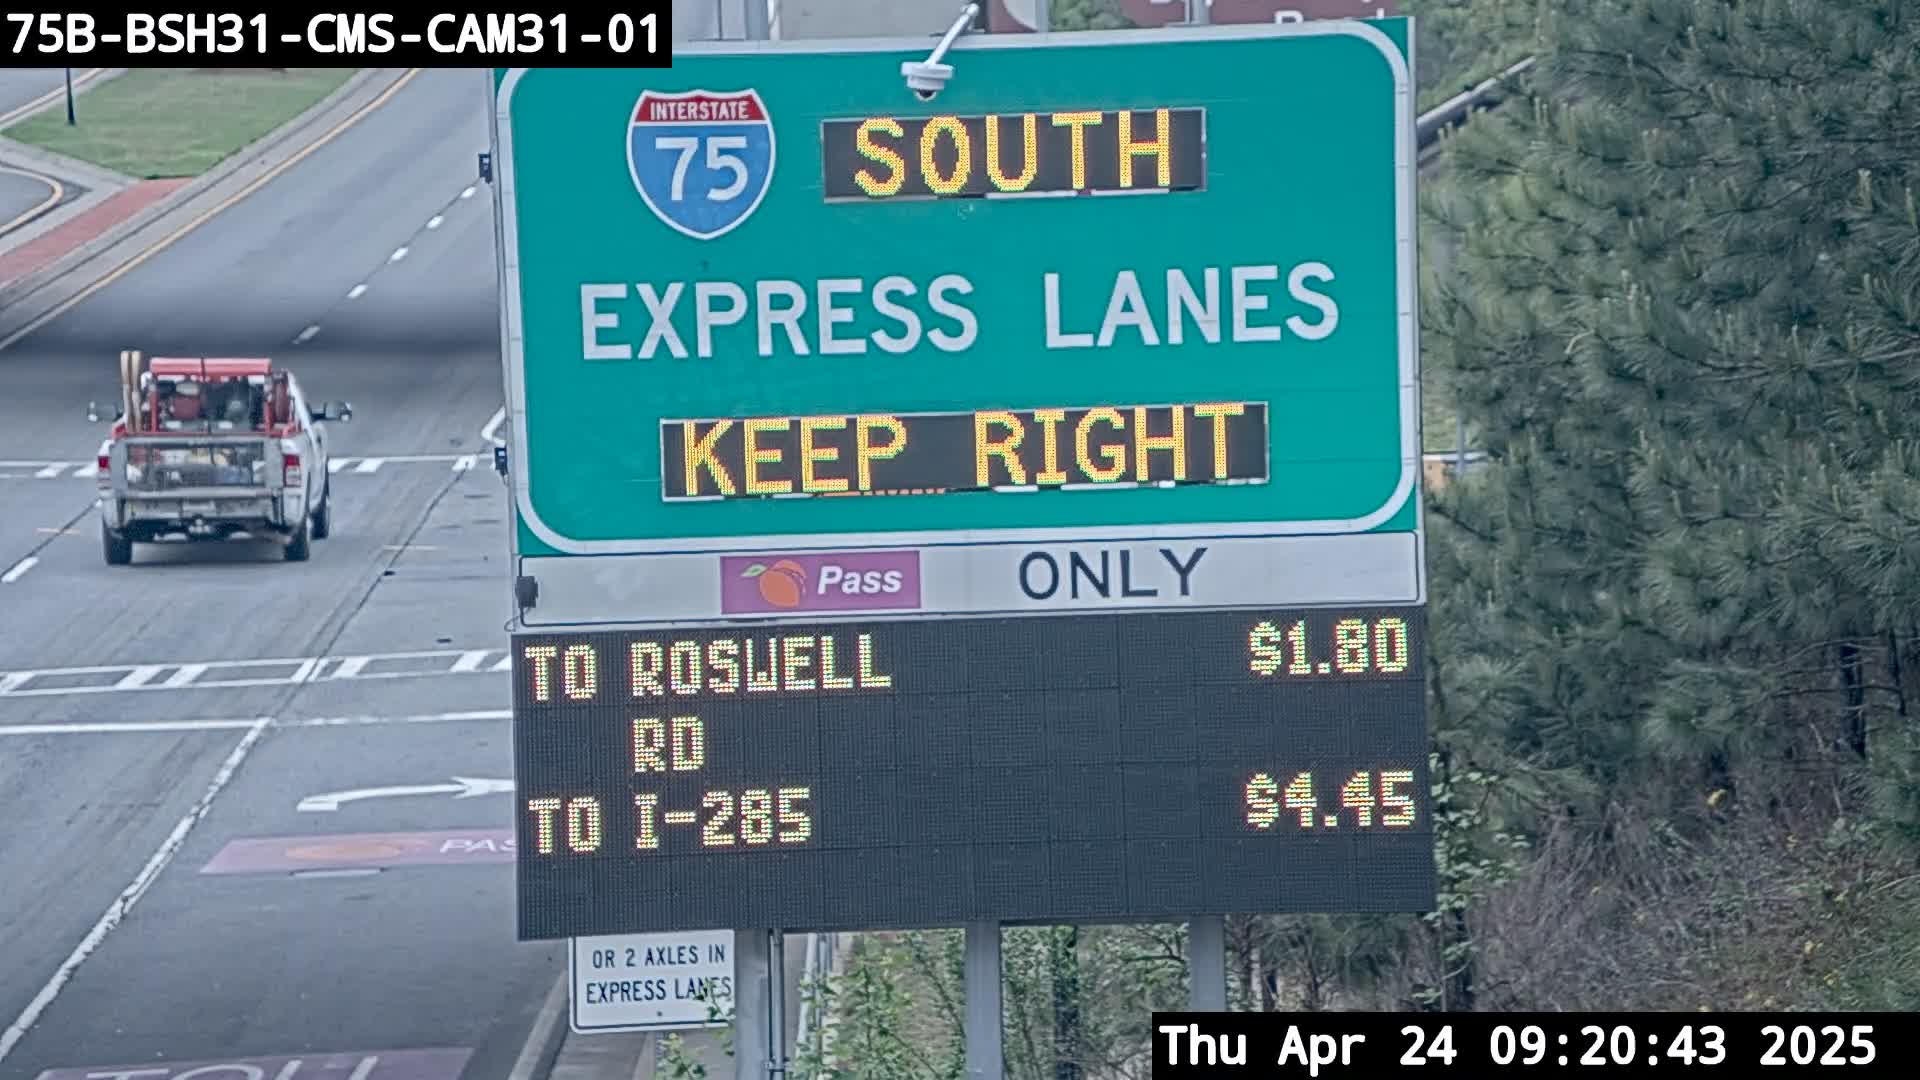 75B-BSH31-CMS-CAM31-01
INTERSTATE
75
SOUTH
EXPRESS LANES
KEEP RIGHT
Pass ONLY
TO ROSWELL $1.80
RD
TO I-285 $4.45
OR 2 AXLES IN
EXPRESS LANES
TOLL
Thu Apr 24 09:20:43 2025